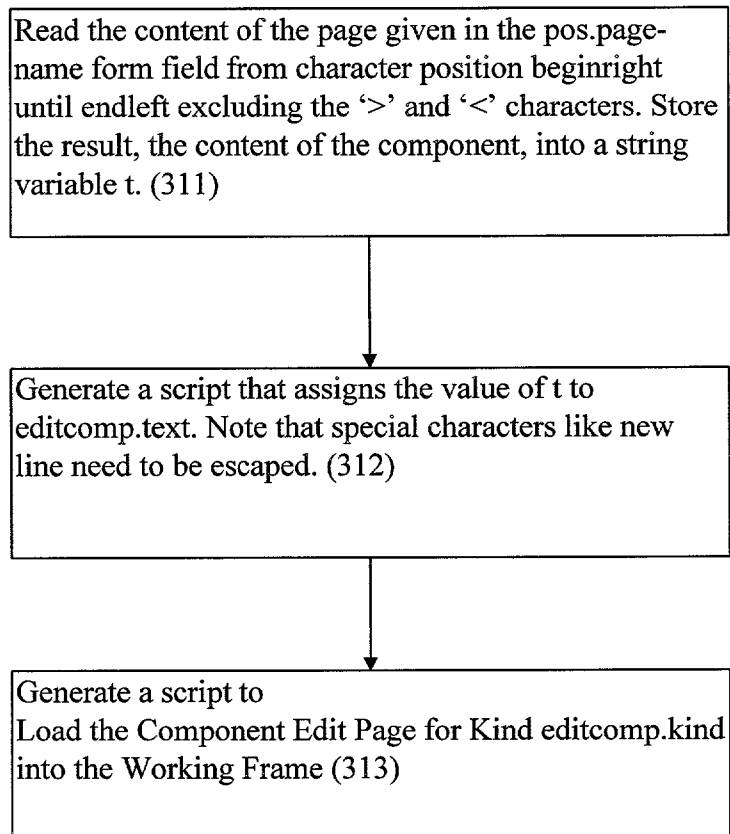 Read the content of the page given in the pos.page-
name form field from character position beginright
until endleft excluding the ‘>’ and ‘<’ characters. Store
the result, the content of the component, into a string
variable t. (311)
Generate a script that assigns the value of t to
editcomp.text. Note that special characters like new
line need to be escaped. (312)
Generate a script to
Load the Component Edit Page for Kind editcomp.kind
into the Working Frame (313)